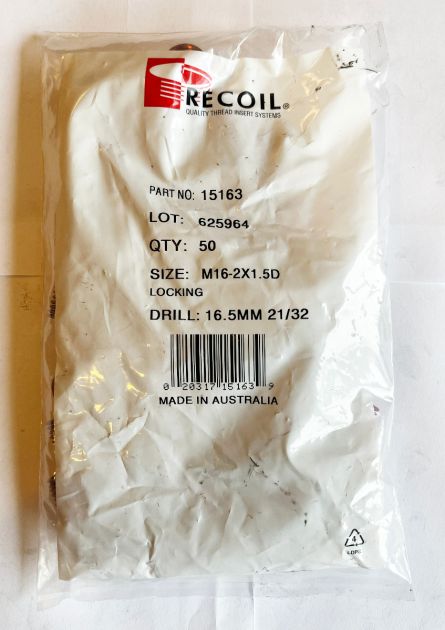 RECOIL®
QUALITY THREAD INSERT SYSTEMS
PART NO: 15163
LOT: 625964
QTY: 50
SIZE: M16-2X1.5D
LOCKING
DRILL: 16.5MM 21/32
0 20317 15163 9
MADE IN AUSTRALIA
4
LDPE